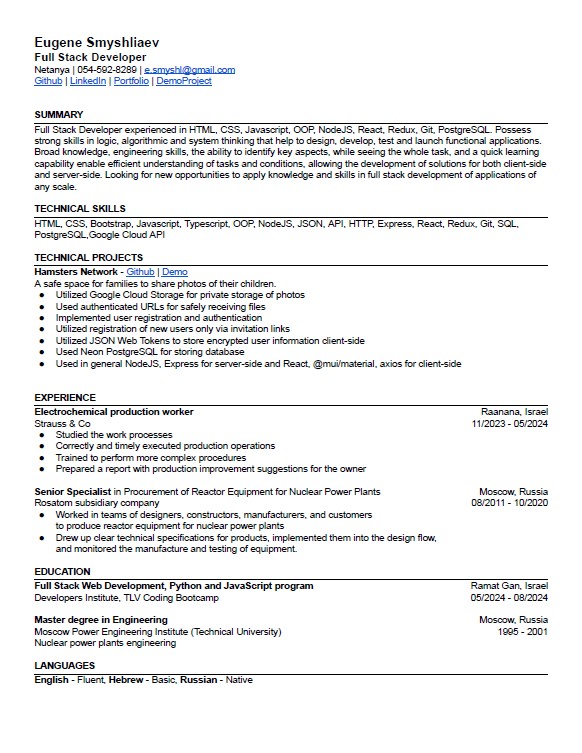 Eugene Smyshliaev
Full Stack Developer
Netanya | 054-592-8289 | e.smyshl@gmail.com
Github | LinkedIn | Portfolio | DemoProject
SUMMARY
Full Stack Developer experienced in HTML, CSS, Javascript, OOP, NodeJS, React, Redux, Git, PostgreSQL. Possess
strong skills in logic, algorithmic and system thinking that help to design, develop, test and launch functional applications.
Broad knowledge, engineering skills, the ability to identify key aspects, while seeing the whole task, and a quick learning
capability enable efficient understanding of tasks and conditions, allowing the development of solutions for both client-side
and server-side. Looking for new opportunities to apply knowledge and skills in full stack development of applications of
any scale.
TECHNICAL SKILLS
HTML, CSS, Bootstrap, Javascript, Typescript, OOP, NodeJS, JSON, API, HTTP, Express, React, Redux, Git, SQL,
PostgreSQL,Google Cloud API
TECHNICAL PROJECTS
Hamsters Network - Github | Demo
A safe space for families to share photos of their children.
● Utilized Google Cloud Storage for private storage of photos
● Used authenticated URLs for safely receiving files
● Implemented user registration and authentication
● Utilized registration of new users only via invitation links
● Utilized JSON Web Tokens to store encrypted user information client-side
● Used Neon PostgreSQL for storing database
● Used in general NodeJS, Express for server-side and React, @mui/material, axios for client-side
EXPERIENCE
Electrochemical production worker Raanana, Israel
Strauss & Co 11/2023 - 05/2024
● Studied the work processes
● Correctly and timely executed production operations
● Trained to perform more complex procedures
● Prepared a report with production improvement suggestions for the owner
Senior Specialist in Procurement of Reactor Equipment for Nuclear Power Plants Moscow, Russia
Rosatom subsidiary company 08/2011 - 10/2020
● Worked in teams of designers, constructors, manufacturers, and customers
to produce reactor equipment for nuclear power plants
● Drew up clear technical specifications for products, implemented them into the design flow,
and monitored the manufacture and testing of equipment.
EDUCATION
Full Stack Web Development, Python and JavaScript program Ramat Gan, Israel
Developers Institute, TLV Coding Bootcamp 05/2024 - 08/2024
Master degree in Engineering Moscow, Russia
Moscow Power Engineering Institute (Technical University) 1995 - 2001
Nuclear power plants engineering
LANGUAGES
English - Fluent, Hebrew - Basic, Russian - Native